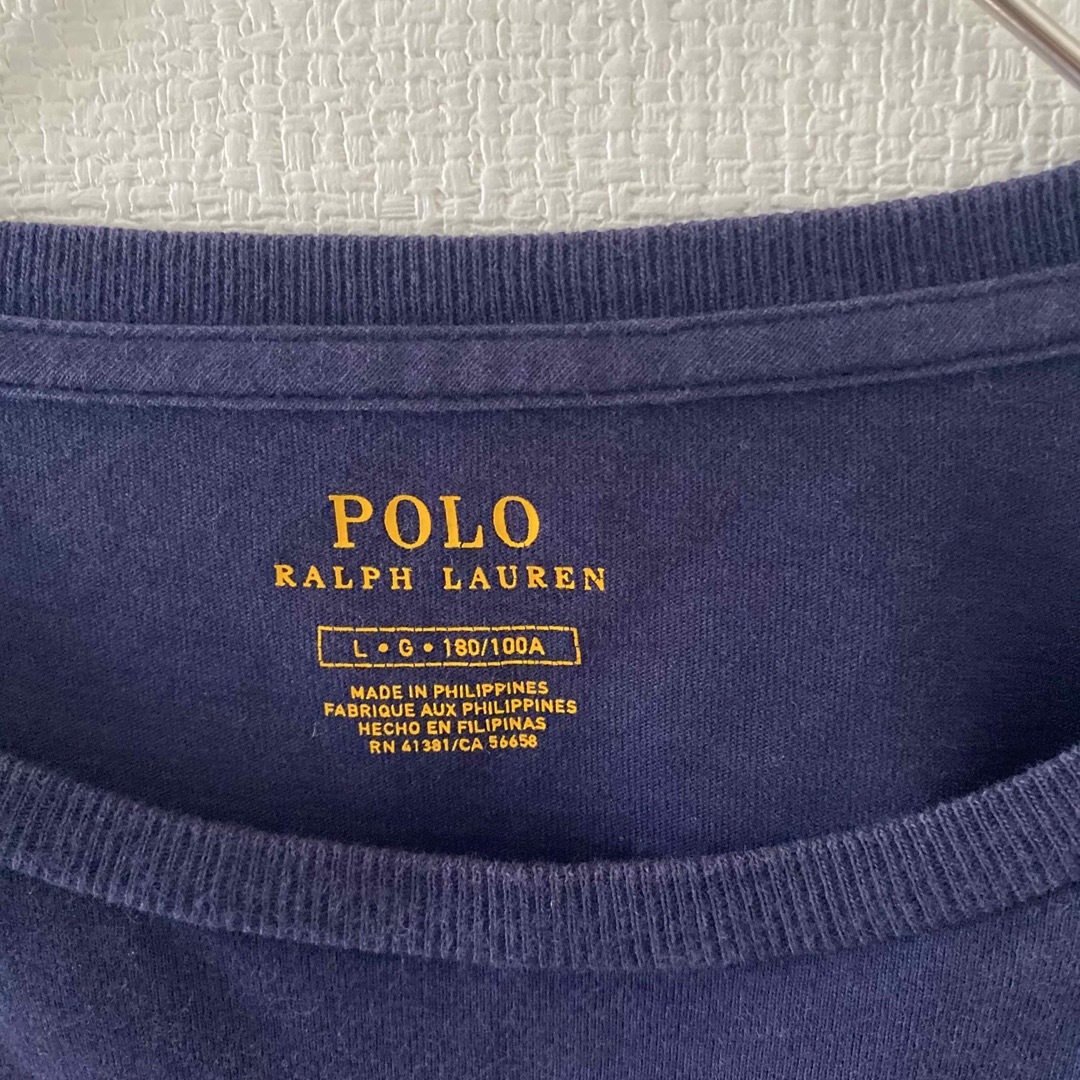 POLO
RALPH LAUREN
L • G • 180/100A
MADE IN PHILIPPINES
FABRIQUE AUX PHILIPPINES
HECHO EN FILIPINAS
RN 41381/CA 56658